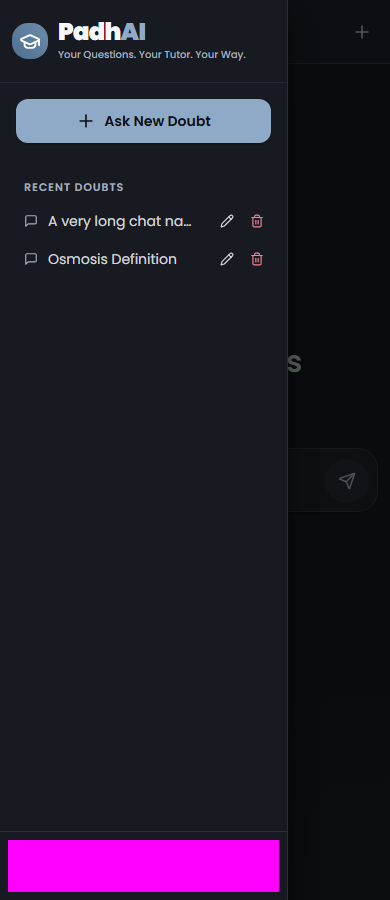 PadhAI
Your Questions. Your Tutor. Your Way.
Ask New Doubt
RECENT DOUBTS
A very long chat na...
Osmosis Definition
s